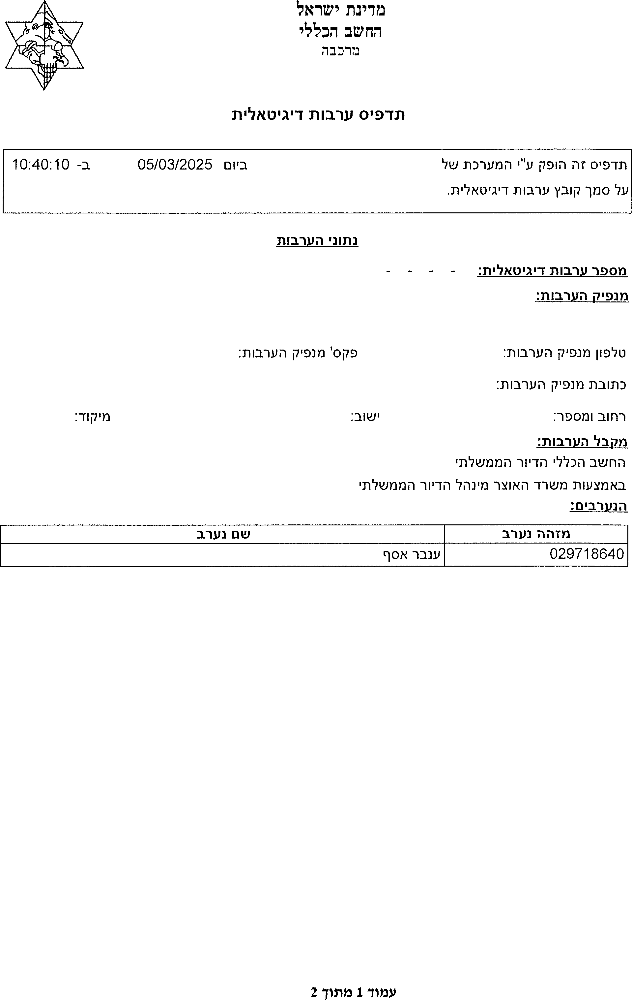 מדינת ישראל
החשב הכללי
מרכבה
תדפיס ערבות דיגיטאלית
תדפיס זה הופק ע"י המערכת של ביום 05/03/2025 ב- 10:40:10
על סמך קובץ ערבות דיגיטאלית.
נתוני הערבות
מספר ערבות דיגיטאלית: - - - -
מנפיק הערבות:
טלפון מנפיק הערבות: פקס' מנפיק הערבות:
כתובת מנפיק הערבות:
רחוב ומספר: ישוב: מיקוד:
מקבל הערבות:
החשב הכללי הדיור הממשלתי
באמצעות משרד האוצר מינהל הדיור הממשלתי
הנערבים:
מזהה נערב שם נערב
029718640 ענבר אסף
עמוד 1 מתוך 2